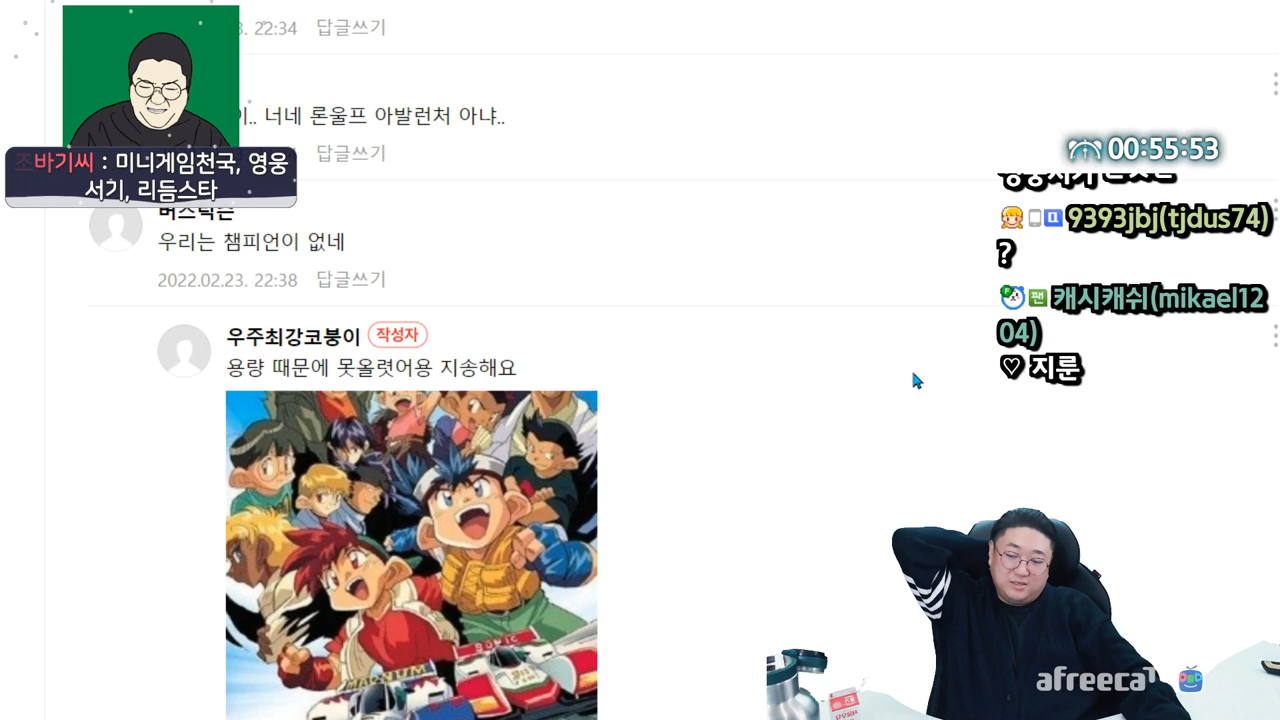 3. 22:34 답글쓰기
이.. 너네 론울프 아발런처 아냐..
답글쓰기
조바기씨 : 미니게임천국, 영웅
서기, 리듬스타
00:55:53
9393jbj(tjdus74)
?
팬 캐시캐쉬(mikael12
04)
♡ 지룬
우리는 챔피언이 없네
2022.02.23. 22:38 답글쓰기
우주최강코붕이 작성자
용량 때문에 못올렷어용 지송해요
SONIC
MAGNUM
afreecaT